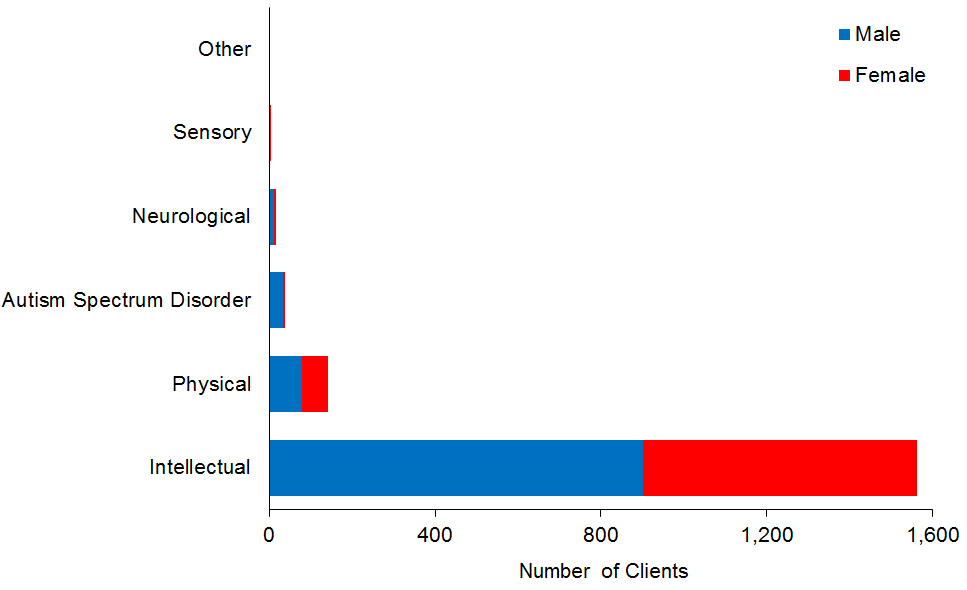 Male
Female
Other
Sensory
Neurological
Autism Spectrum Disorder
Physical
Intellectual
0 400 800 1,200 1,600
Number of Clients